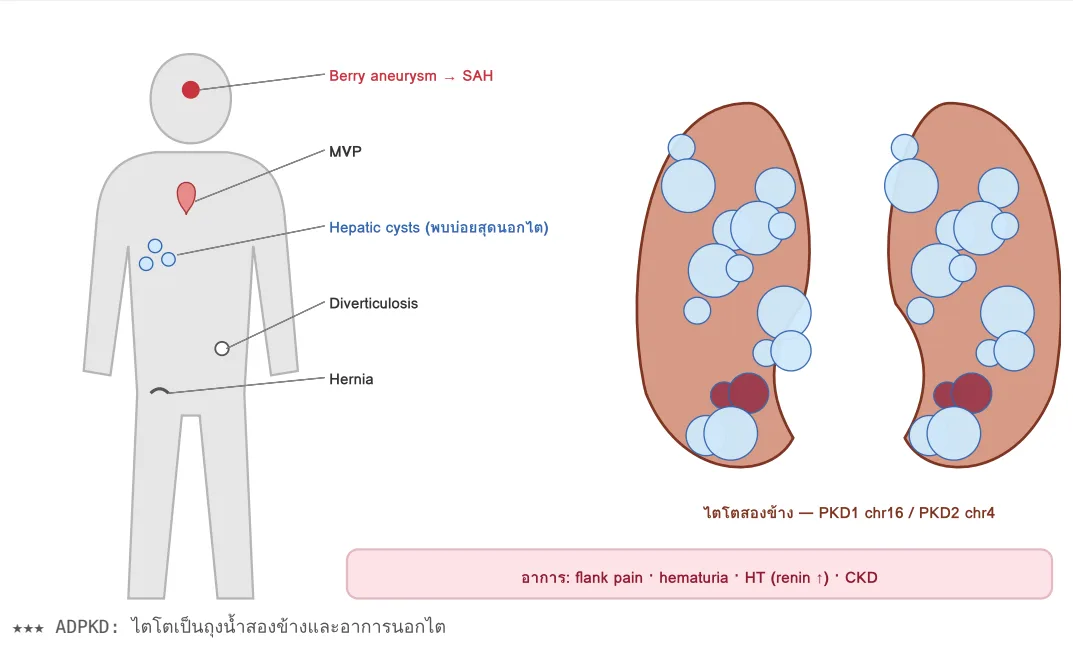 Berry aneurysm → SAH
MVP
Hepatic cysts (พบบ่อยสุดนอกไต)
Diverticulosis
Hernia
ไตโตสองข้าง — PKD1 chr16 / PKD2 chr4
อาการ: flank pain · hematuria · HT (renin ↑) · CKD
★★★ ADPKD: ไตโตเป็นถุงน้ำสองข้างและอาการนอกไต